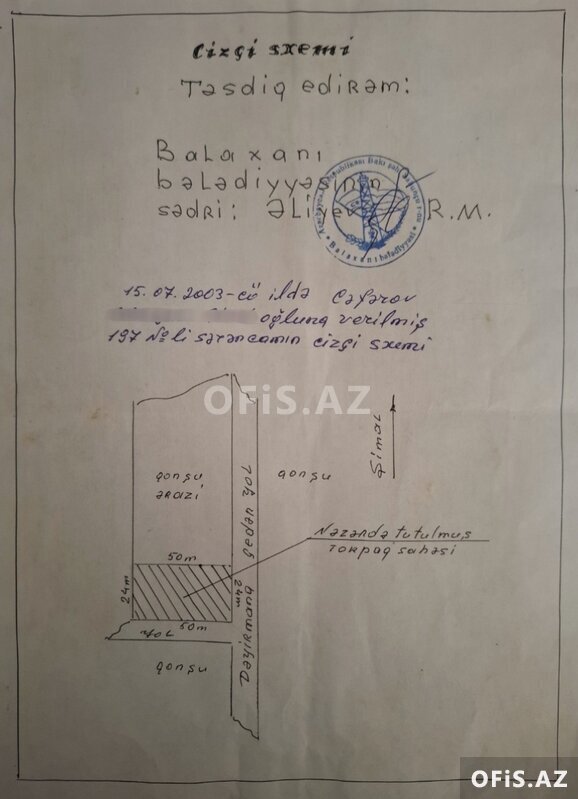 Cizgi sxemi
Təsdiq edirəm:
Balaxanı
bələdiyyəsinin
sədri: Əliyev R.M.
Balaxanı bələdiyyəsi
15.07.2003-cü ildə Cəfərov
oğluna verilmiş
197 №li sərəncamın cizgi sxemi
OFiS.AZ
Şimal
qonşu
ərazi
qonşu
Dəyirmana gedən yol
Nəzərdə tutulmuş
torpaq sahəsi
50m
24m
24m
50m
yol
qonşu
OFiS.AZ